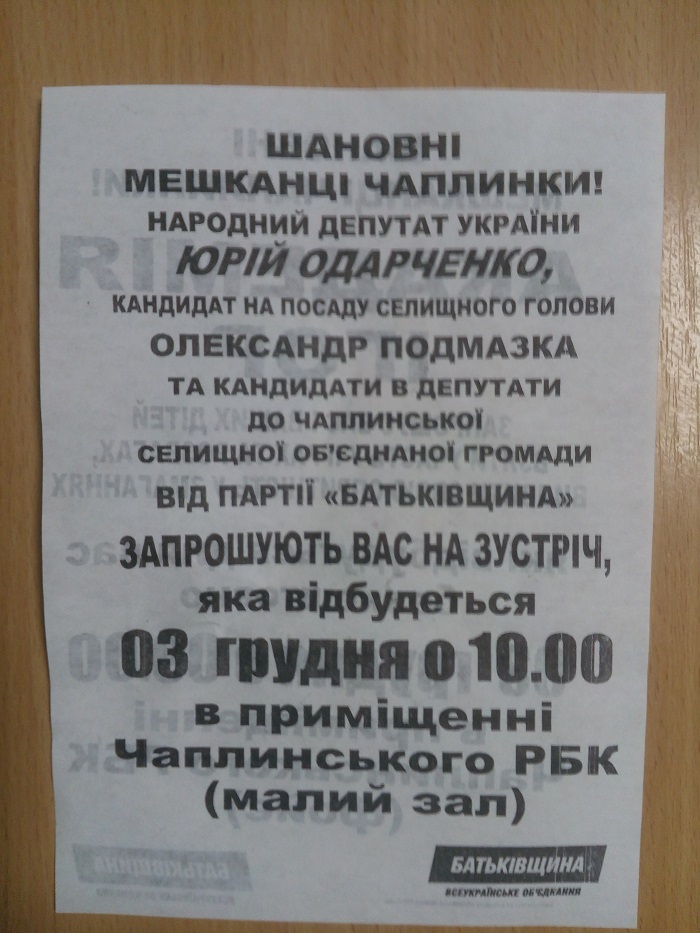 ШАНОВНІ
МЕШКАНЦІ ЧАПЛИНКИ!
НАРОДНИЙ ДЕПУТАТ УКРАЇНИ
ЮРІЙ ОДАРЧЕНКО,
КАНДИДАТ НА ПОСАДУ СЕЛИЩНОГО ГОЛОВИ
ОЛЕКСАНДР ПОДМАЗКА
ТА КАНДИДАТИ В ДЕПУТАТИ
ДО ЧАПЛИНСЬКОЇ
СЕЛИЩНОЇ ОБ'ЄДНАНОЇ ГРОМАДИ
ВІД ПАРТІЇ «БАТЬКІВЩИНА»
ЗАПРОШУЮТЬ ВАС НА ЗУСТРІЧ,
яка відбудеться
03 грудня о 10.00
в приміщенні
Чаплинського РБК
(малий зал)
БАТЬКІВЩИНА
ВСЕУКРАЇНСЬКЕ ОБ'ЄДНАННЯ